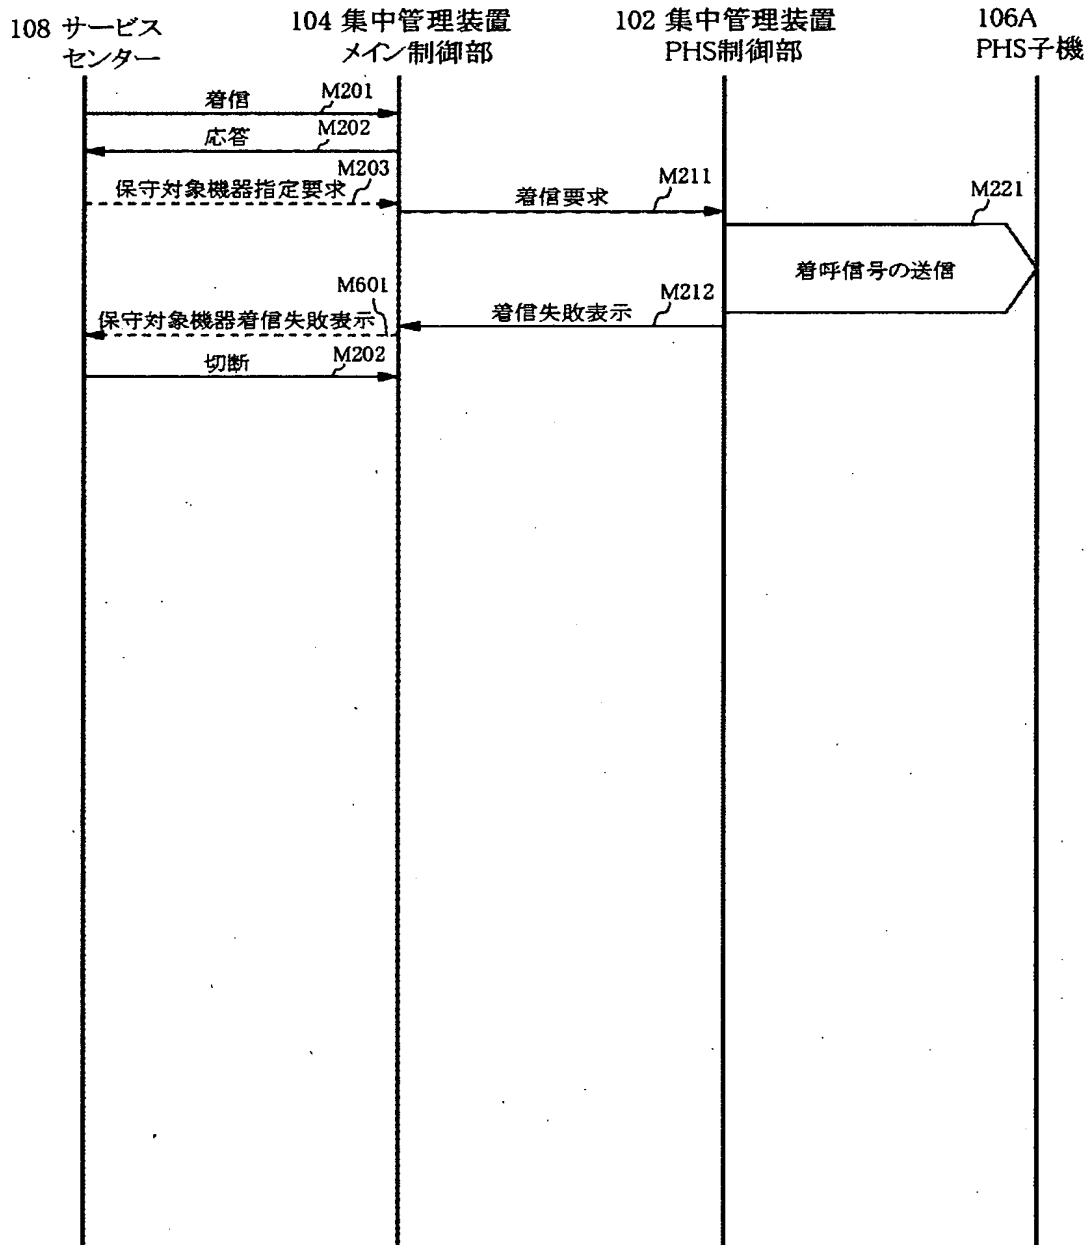 108 サービス
センター
104 集中管理装置
メイン制御部
102 集中管理装置
PHS制御部
106A
PHS子機
着信
M201
応答
M202
保守対象機器指定要求
M203
着信要求
M211
M221
着呼信号の送信
M601
保守対象機器着信失敗表示
着信失敗表示
M212
切断
M202